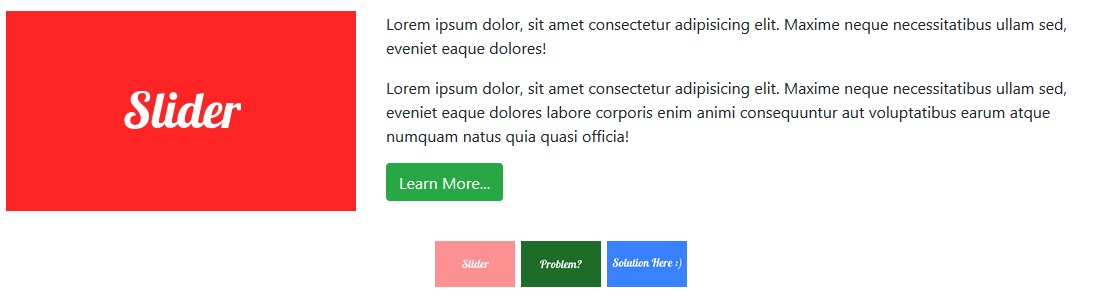 Slider
Lorem ipsum dolor, sit amet consectetur adipisicing elit. Maxime neque necessitatibus ullam sed,
eveniet eaque dolores!
Lorem ipsum dolor, sit amet consectetur adipisicing elit. Maxime neque necessitatibus ullam sed,
eveniet eaque dolores labore corporis enim animi consequuntur aut voluptatibus earum atque
numquam natus quia quasi officia!
Learn More...
Slider
Problem?
Solution Here :)